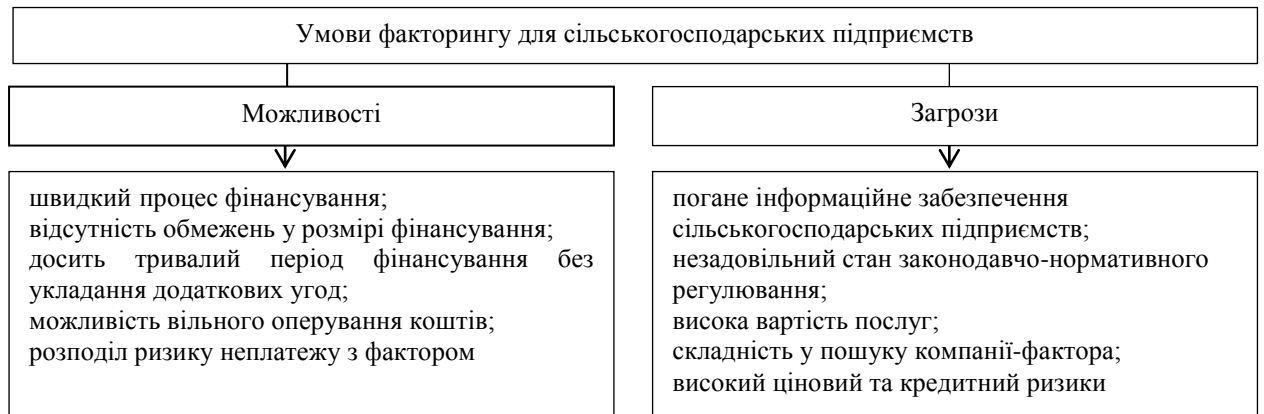 Умови факторингу для сільськогосподарських підприємств
Можливості
швидкий процес фінансування;
відсутність обмежень у розмірі фінансування;
досить тривалий період фінансування без
укладання додаткових угод;
можливість вільного оперування коштів;
розподіл ризику неплатежу з фактором
Загрози
погане інформаційне забезпечення
сільськогосподарських підприємств;
незадовільний стан законодавчо-нормативного
регулювання;
висока вартість послуг;
складність у пошуку компанії-фактора;
високий ціновий та кредитний ризики